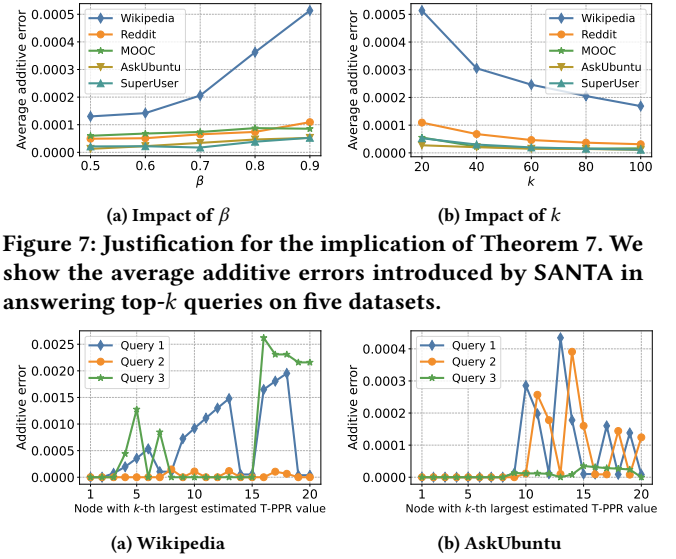 Average additive error
0.0005
0.0004
0.0003
0.0002
0.0001
0.0000
Wikipedia
Reddit
MOOC
AskUbuntu
SuperUser
0.5 0.6 0.7 0.8 0.9
β
(a) Impact of β
Average additive error
0.0005
0.0004
0.0003
0.0002
0.0001
0.0000
Wikipedia
Reddit
MOOC
AskUbuntu
SuperUser
20 40 60 80 100
k
(b) Impact of k
Figure 7: Justification for the implication of Theorem 7. We
show the average additive errors introduced by SANTA in
answering top-k queries on five datasets.
Additive error
0.0025
0.0020
0.0015
0.0010
0.0005
0.0000
Query 1
Query 2
Query 3
1 5 10 15 20
Node with k-th largest estimated T-PPR value
(a) Wikipedia
Additive error
0.0004
0.0003
0.0002
0.0001
0.0000
Query 1
Query 2
Query 3
1 5 10 15 20
Node with k-th largest estimated T-PPR value
(b) AskUbuntu